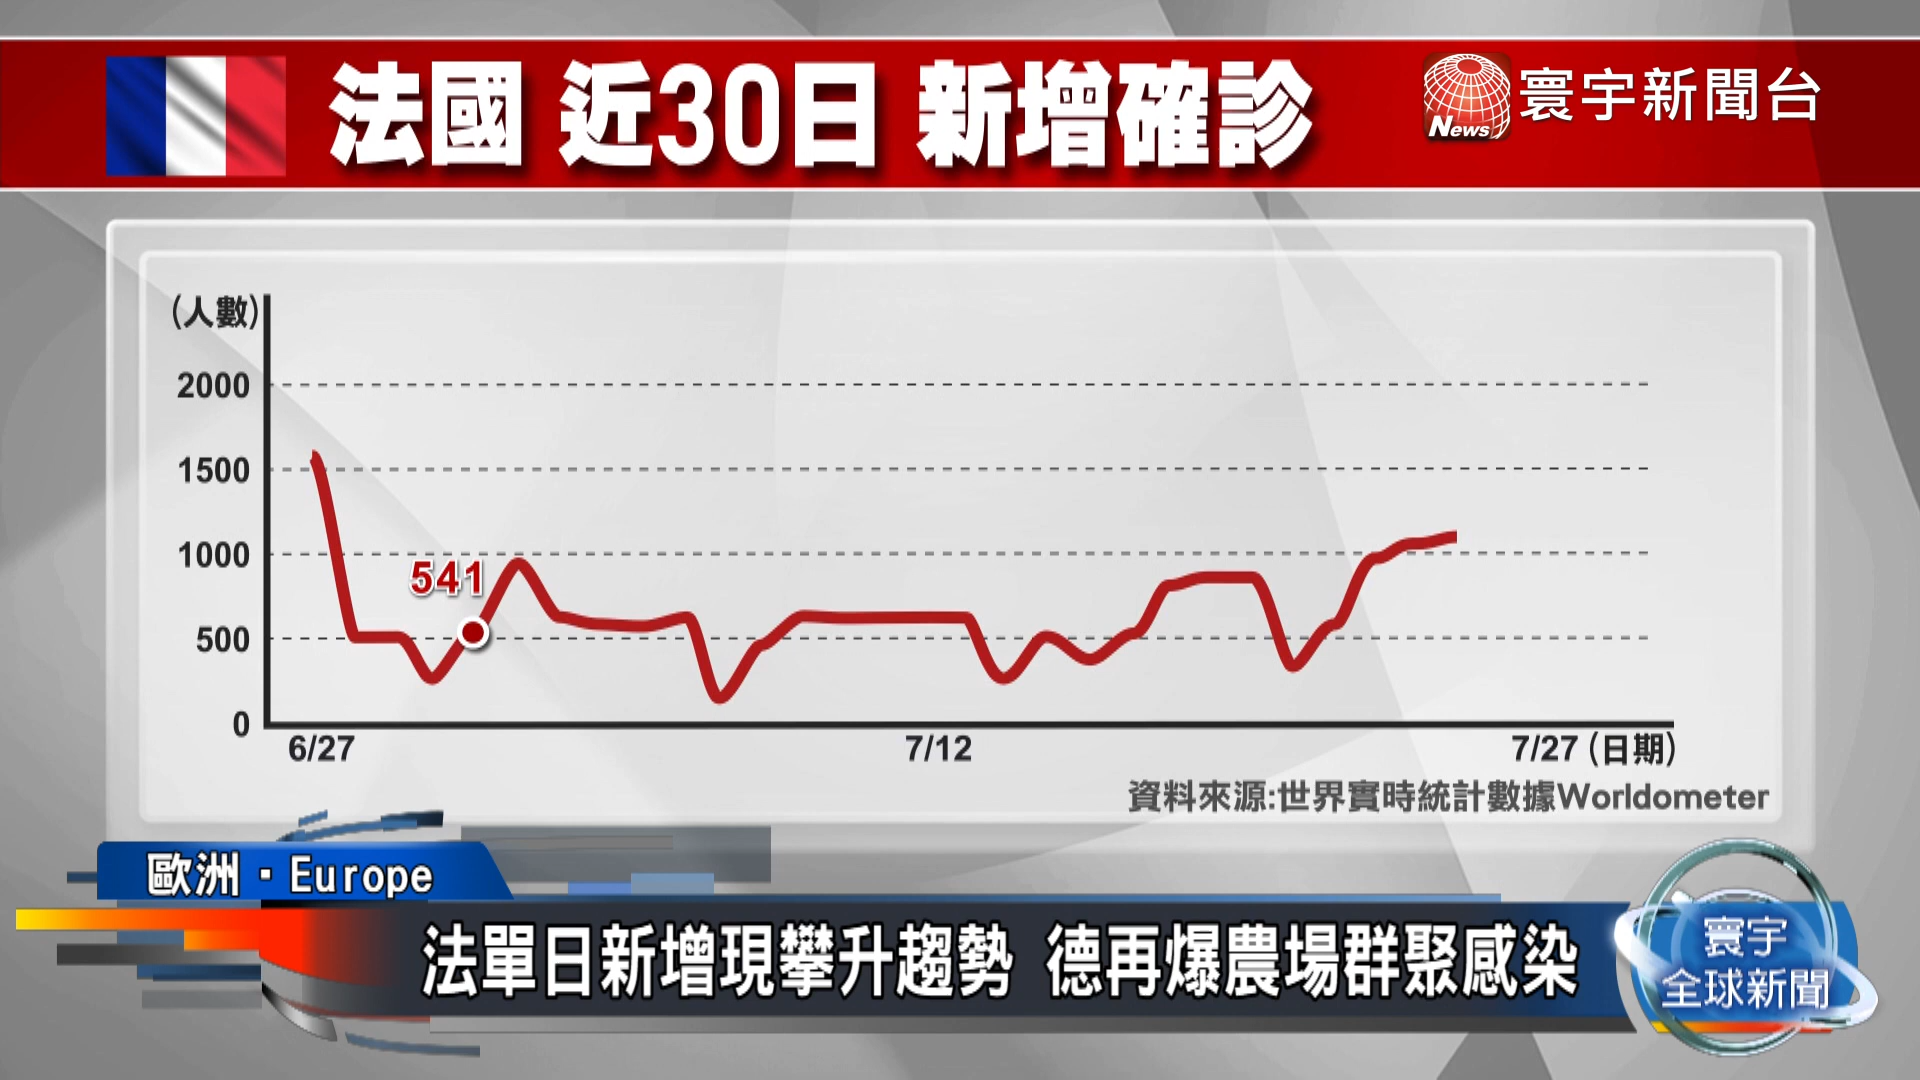 法國 近30日 新增確診
News 寰宇新聞台
(人數)
2000
1500
1000
541
500
0
6/27 7/12 7/27 (日期)
資料來源:世界實時統計數據Worldometer
歐洲・Europe
法單日新增現攀升趨勢 德再爆農場群聚感染
寰宇
全球新聞